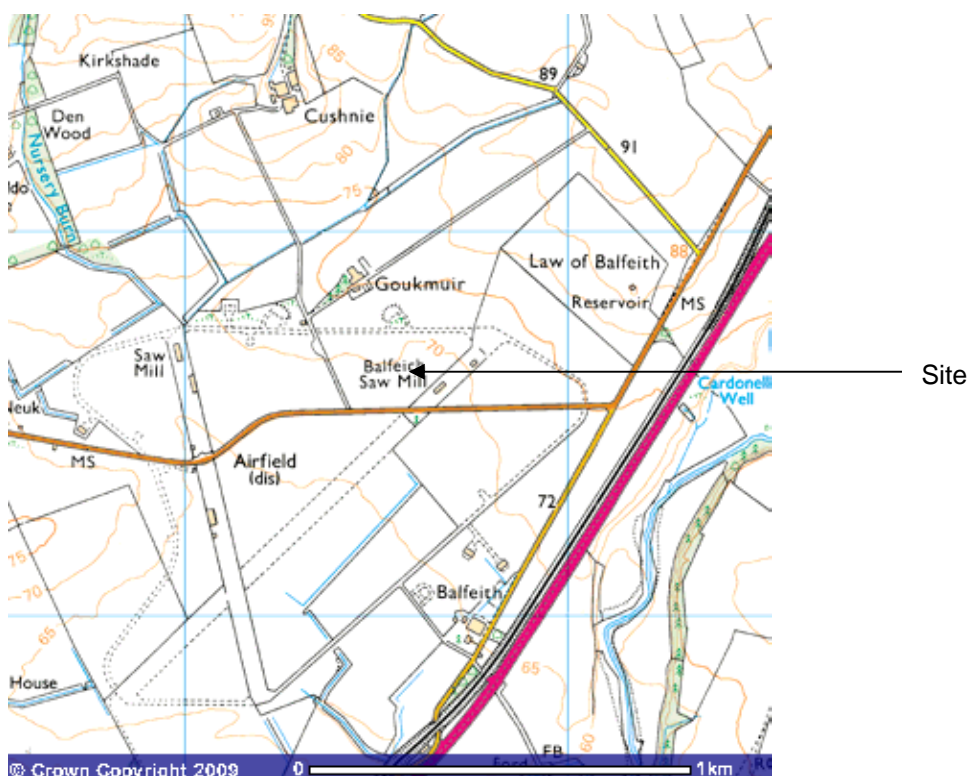 Kirkshade
85
89
Cushnie
Den
Wood
80
91
Nursery Burn
75
88
Law of Balfeith
Goukmuir
Reservoir
MS
Saw
Mill
70
Balfeith
Saw Mill
Site
Cardonell
Well
Neuk
MS
Airfield
(dis)
72
75
70
65
Balfeith
House
65
60
© Crown Copyright 2009
0
1km
FB